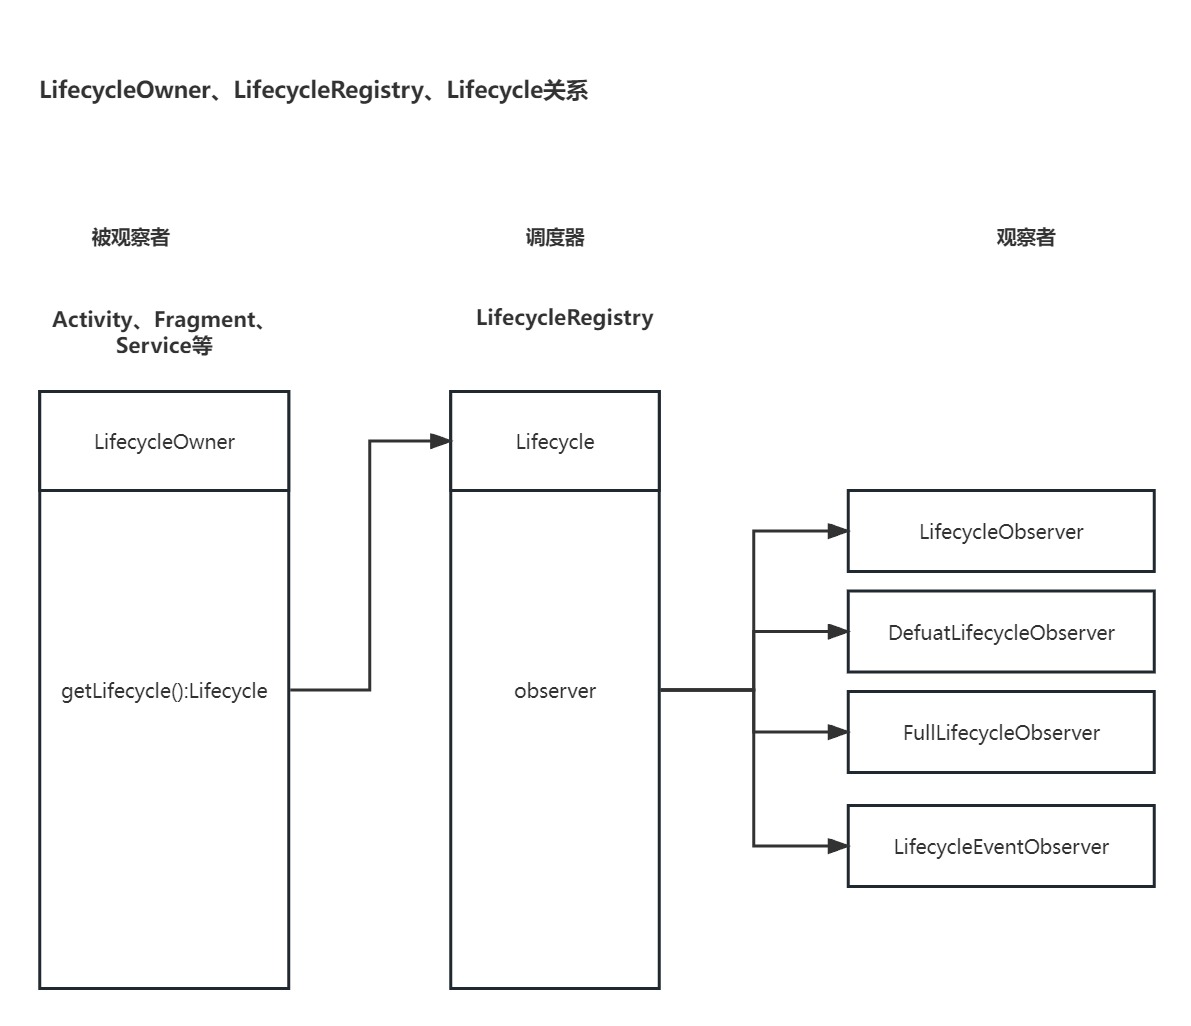 LifecycleOwner、LifecycleRegistry、Lifecycle关系
被观察者
调度器
观察者
Activity、Fragment、
Service等
LifecycleRegistry
LifecycleOwner
Lifecycle
LifecycleObserver
DefuatLifecycleObserver
getLifecycle():Lifecycle
observer
FullLifecycleObserver
LifecycleEventObserver